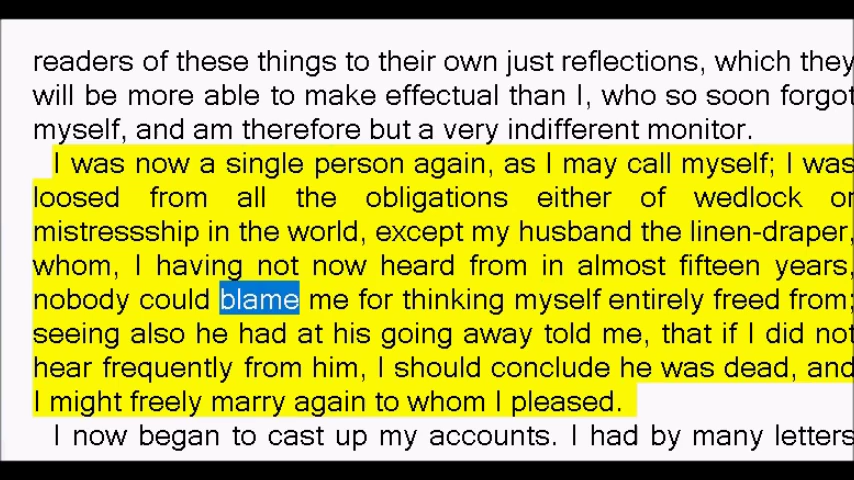 readers of these things to their own just reflections, which they
will be more able to make effectual than I, who so soon forgot
myself, and am therefore but a very indifferent monitor.
I was now a single person again, as I may call myself; I was
loosed from all the obligations either of wedlock or
mistressship in the world, except my husband the linen-draper,
whom, I having not now heard from in almost fifteen years,
nobody could blame me for thinking myself entirely freed from;
seeing also he had at his going away told me, that if I did not
hear frequently from him, I should conclude he was dead, and
I might freely marry again to whom I pleased.
I now began to cast up my accounts. I had by many letters